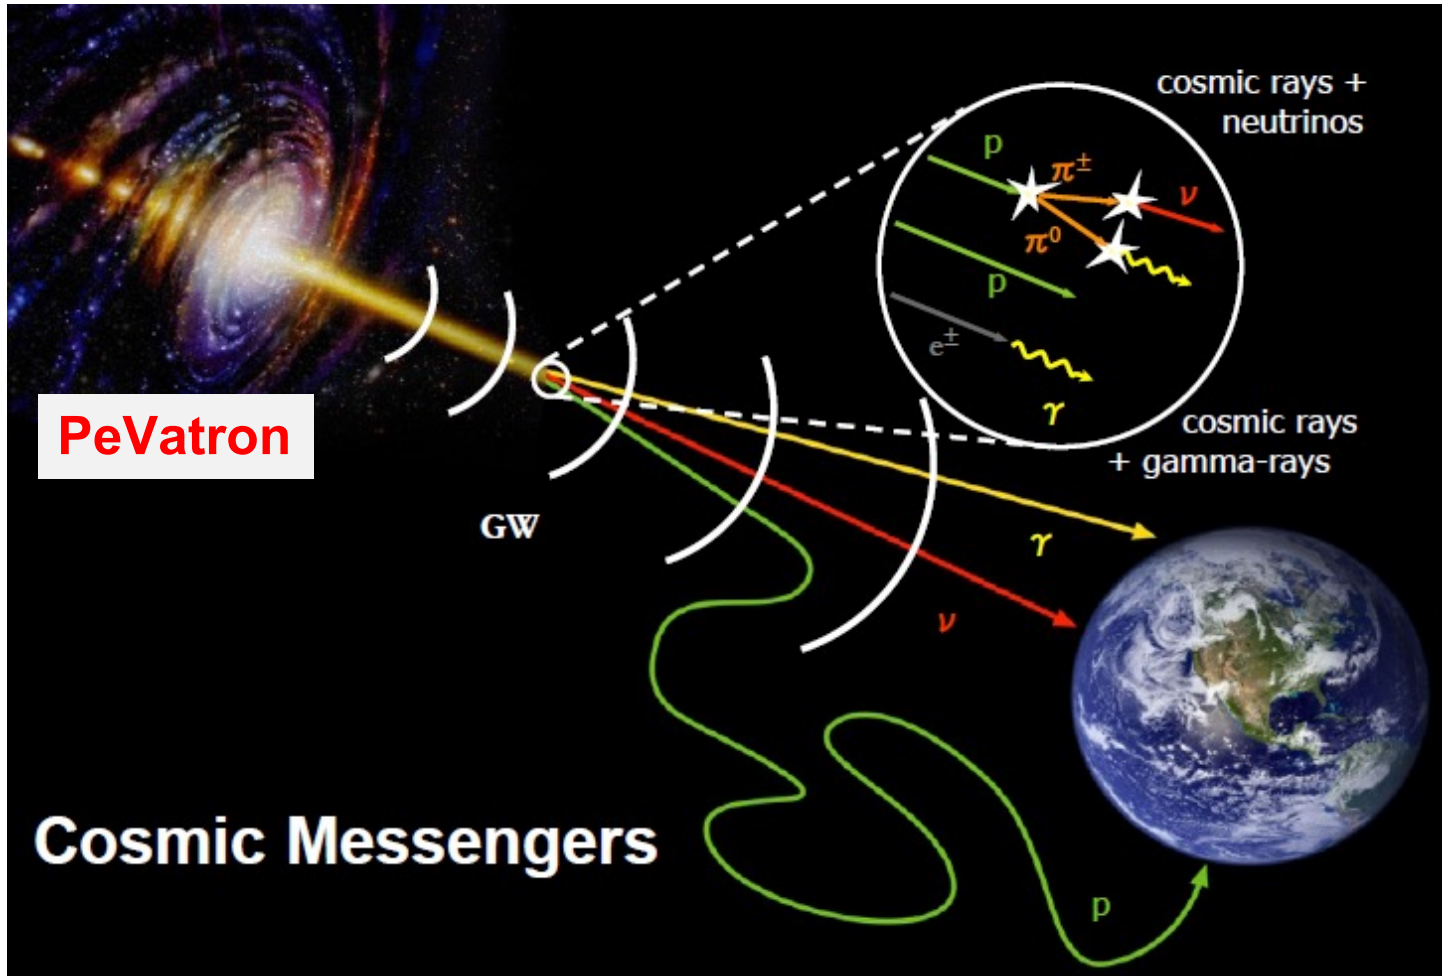 cosmic rays +
neutrinos
p
π±
ν
π⁰
p
e±
γ
cosmic rays
+ gamma-rays
PeVatron
GW
γ
ν
Cosmic Messengers
p